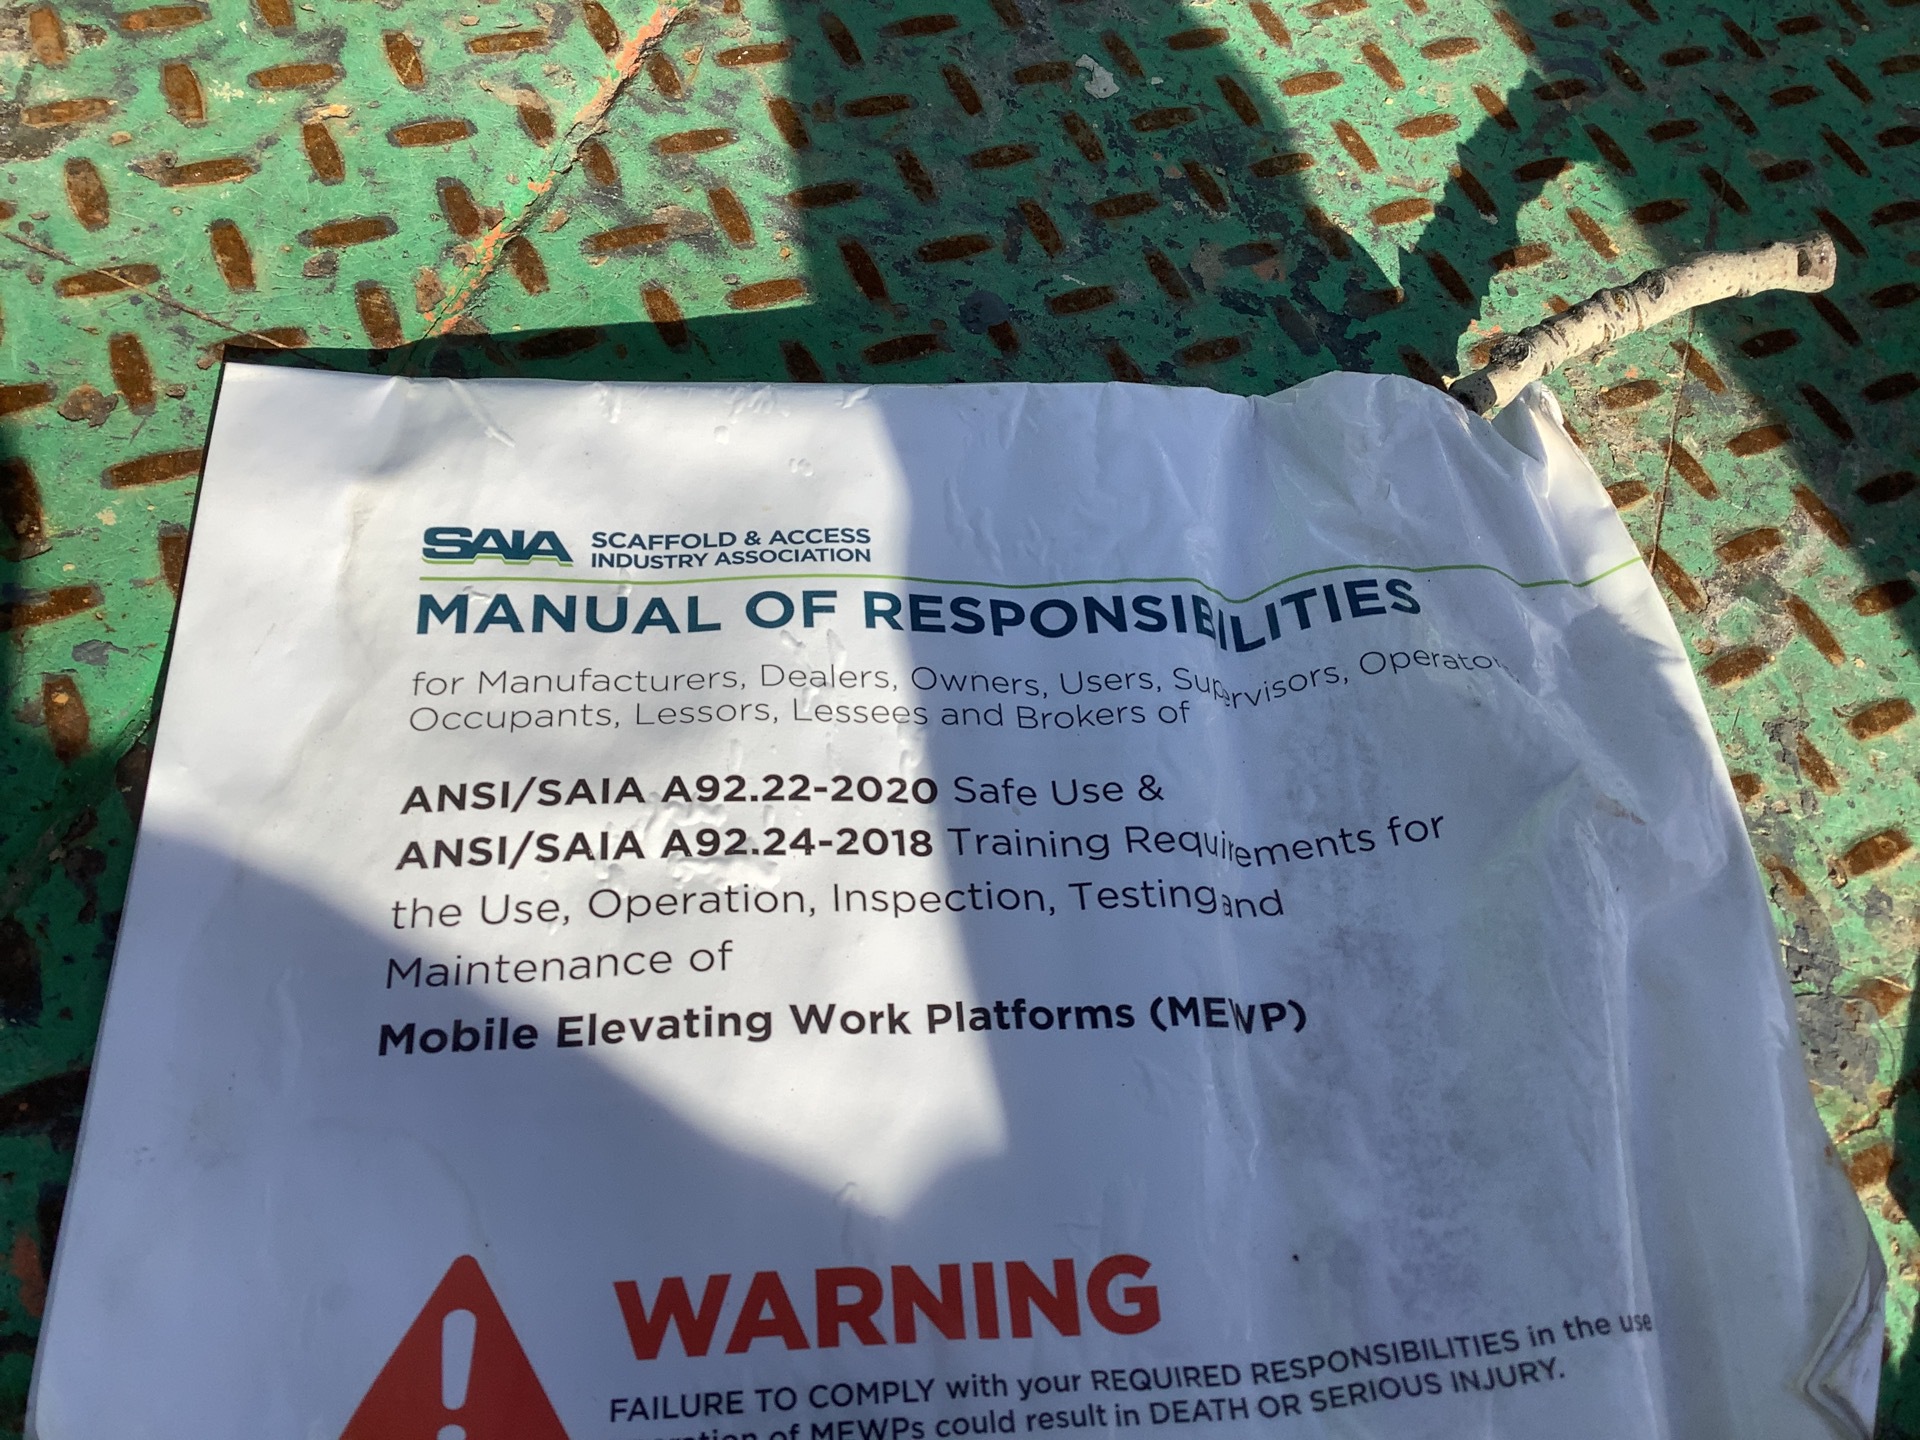 SAIA SCAFFOLD & ACCESS
INDUSTRY ASSOCIATION
MANUAL OF RESPONSIBILITIES
for Manufacturers, Dealers, Owners, Users, Supervisors,
Occupants, Lessors, Lessees and Brokers of
ANSI/SAIA A92.22-2020 Safe Use &
ANSI/SAIA A92.24-2018 Training Requirements for
the Use, Operation, Inspection, Testing and
Maintenance of
Mobile Elevating Work Platforms (MEWP)
WARNING
FAILURE TO COMPLY with your REQUIRED RESPONSIBILITIES in the use
of MEWPs could result in DEATH OR SERIOUS INJURY.